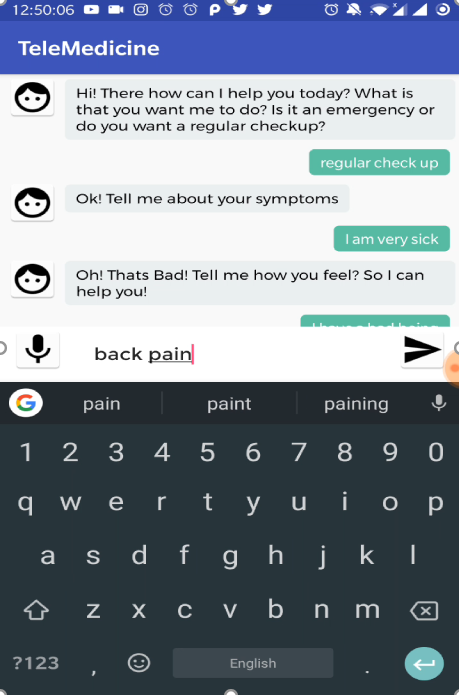 12:50:06
TeleMedicine
Hi! There how can I help you today? What is
that you want me to do? Is it an emergency or
do you want a regular checkup?
regular check up
Ok! Tell me about your symptoms
I am very sick
Oh! Thats Bad! Tell me how you feel? So I can
help you!
back pain
pain paint paining
1 2 3 4 5 6 7 8 9 0
q w e r t y u i o p
a s d f g h j k l
z x c v b n m
?123 , English .